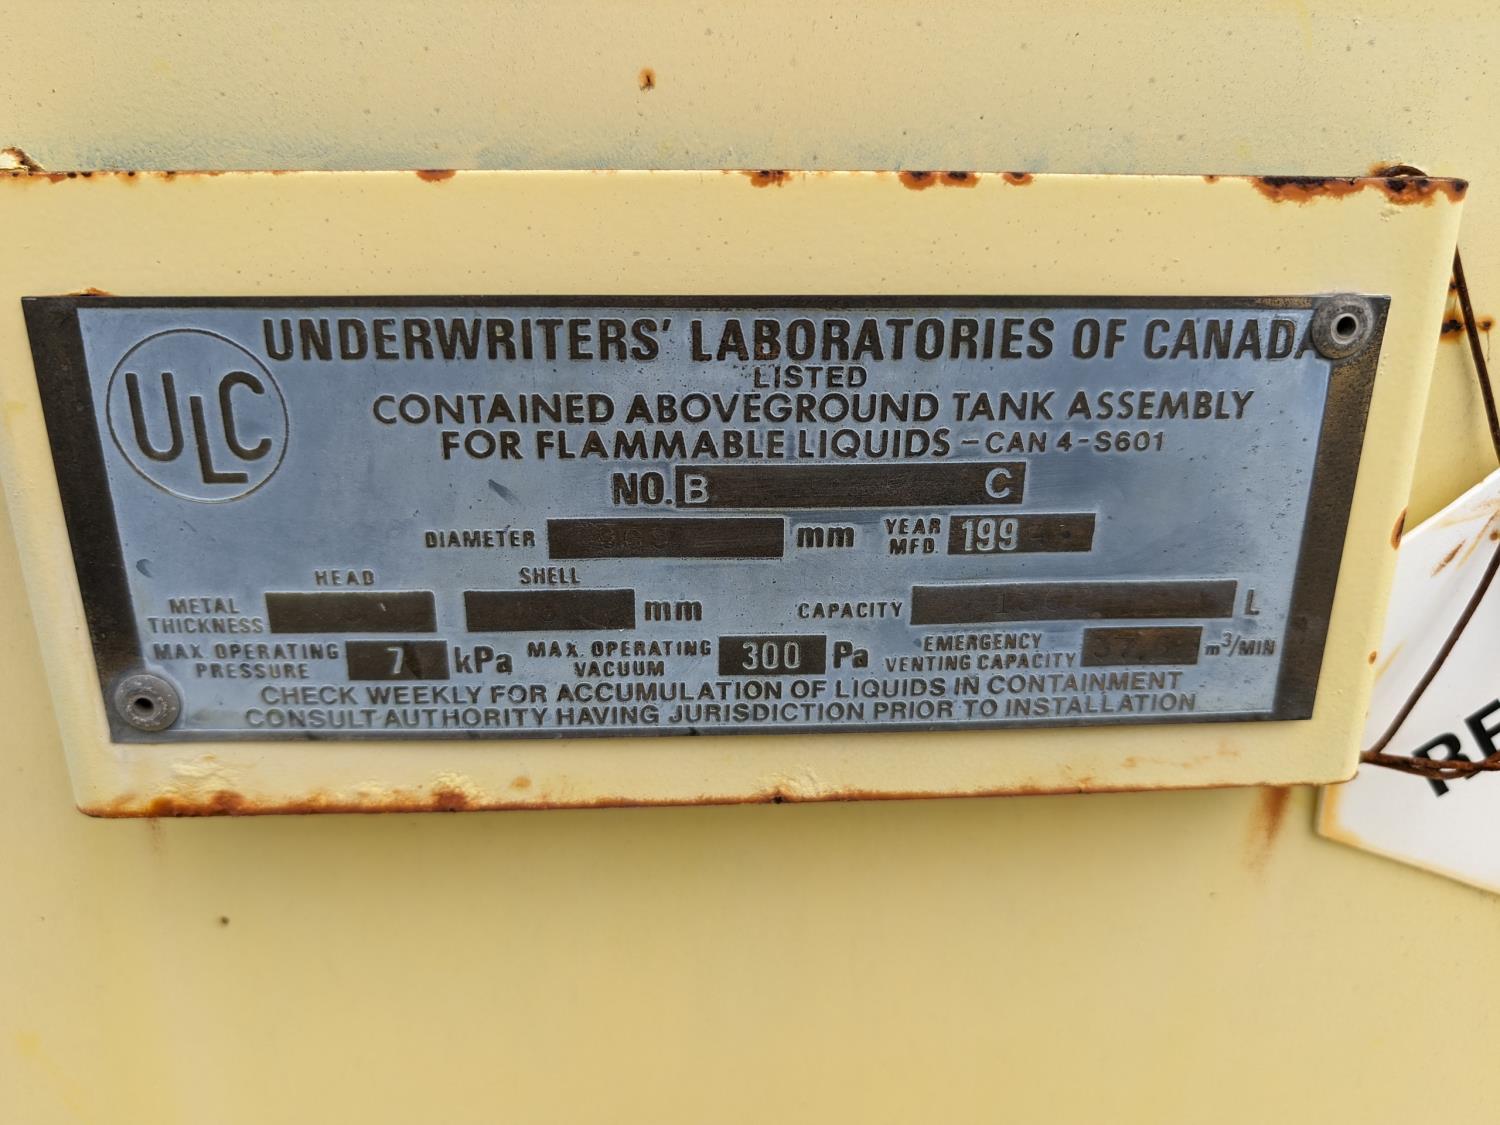 ULC
UNDERWRITERS' LABORATORIES OF CANADA
LISTED
CONTAINED ABOVEGROUND TANK ASSEMBLY
FOR FLAMMABLE LIQUIDS - CAN 4-S601
NO. B C
DIAMETER mm YEAR MFD. 199
HEAD SHELL
METAL THICKNESS mm CAPACITY L
MAX OPERATING PRESSURE 7 kPa MAX. OPERATING VACUUM 300 Pa EMERGENCY VENTING CAPACITY m³/MIN
CHECK WEEKLY FOR ACCUMULATION OF LIQUIDS IN CONTAINMENT
CONSULT AUTHORITY HAVING JURISDICTION PRIOR TO INSTALLATION